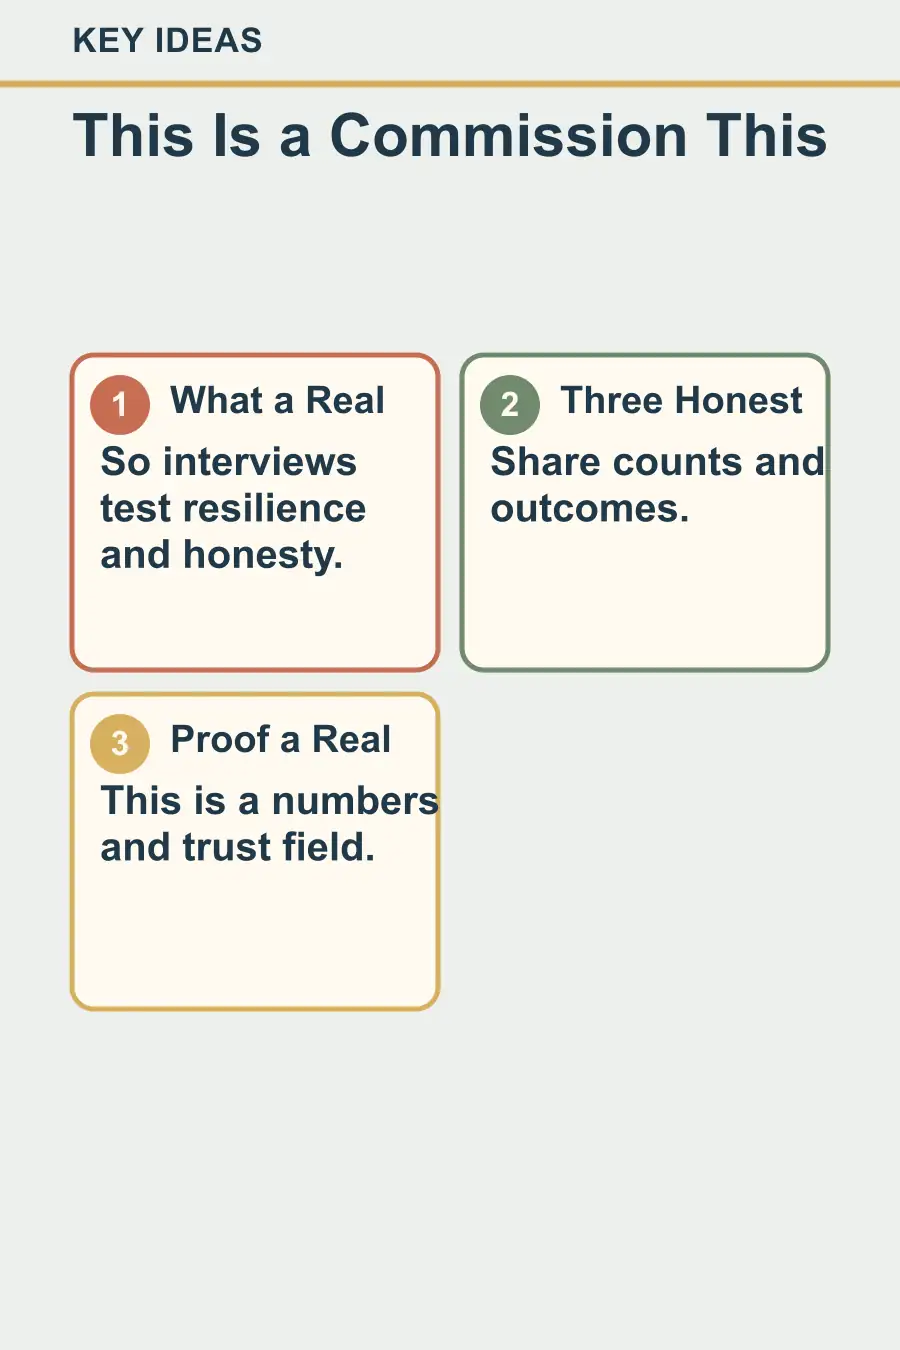 KEY IDEAS
This Is a Commission This
1
What a Real
So interviews
test resilience
and honesty.
2
Three Honest
Share counts and
outcomes.
3
Proof a Real
This is a numbers
and trust field.